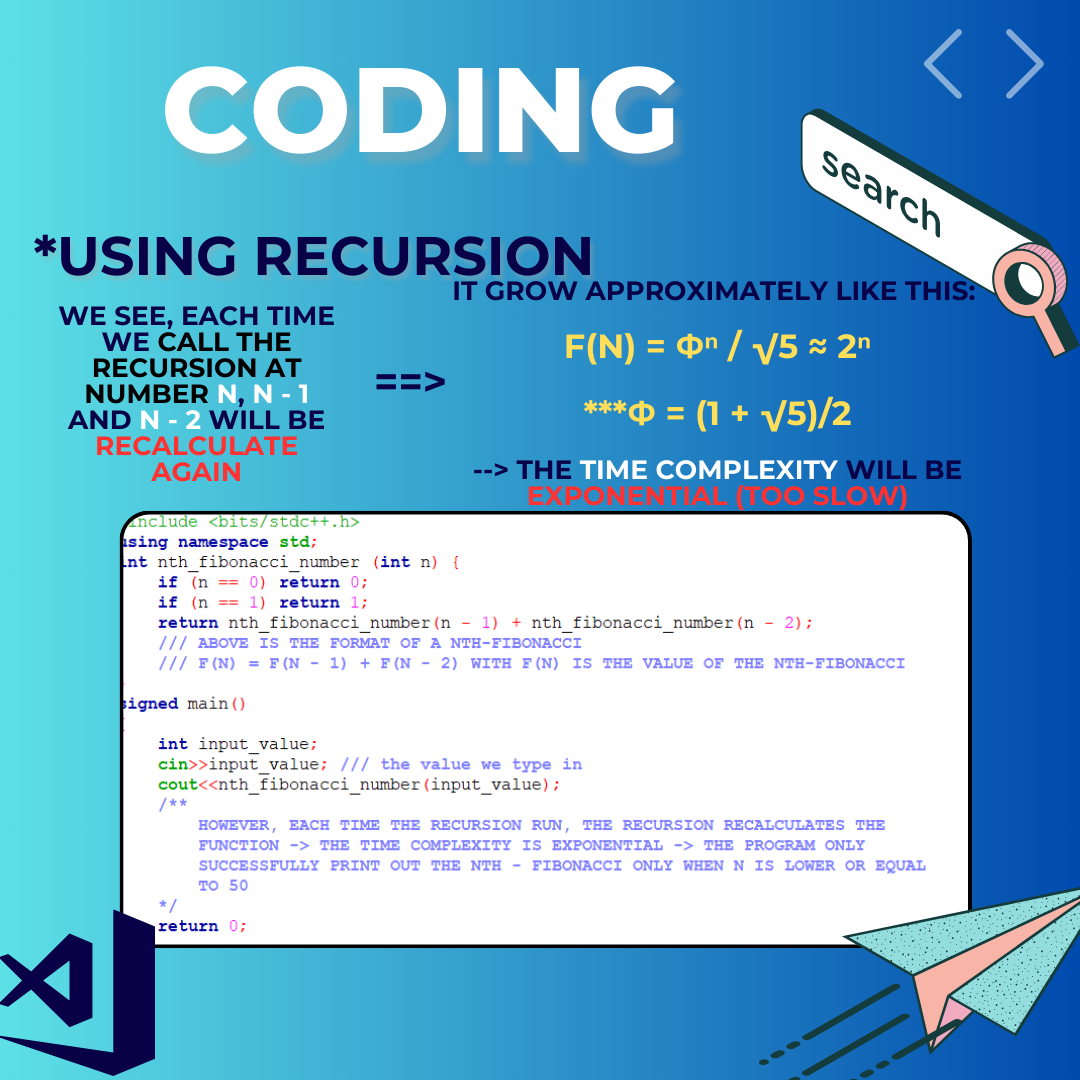 CODING
search
*USING RECURSION
WE SEE, EACH TIME
WE CALL THE
RECURSION AT
NUMBER N, N - 1
AND N - 2 WILL BE
RECALCULATE
AGAIN
==>
IT GROW APPROXIMATELY LIKE THIS:
F(N) = Φⁿ / √5 ≈ 2ⁿ
***Φ = (1 + √5)/2
--> THE TIME COMPLEXITY WILL BE
EXPONENTIAL (TOO SLOW)
include <bits/stdc++.h>
using namespace std;
int nth_fibonacci_number (int n) {
if (n == 0) return 0;
if (n == 1) return 1;
return nth_fibonacci_number(n - 1) + nth_fibonacci_number(n - 2);
/// ABOVE IS THE FORMAT OF A NTH-FIBONACCI
/// F(N) = F(N - 1) + F(N - 2) WITH F(N) IS THE VALUE OF THE NTH-FIBONACCI
signed main()
int input_value;
cin>>input_value; /// the value we type in
cout<<nth_fibonacci_number(input_value);
/**
HOWEVER, EACH TIME THE RECURSION RUN, THE RECURSION RECALCULATES THE
FUNCTION -> THE TIME COMPLEXITY IS EXPONENTIAL -> THE PROGRAM ONLY
SUCCESSFULLY PRINT OUT THE NTH - FIBONACCI ONLY WHEN N IS LOWER OR EQUAL
TO 50
*/
return 0;